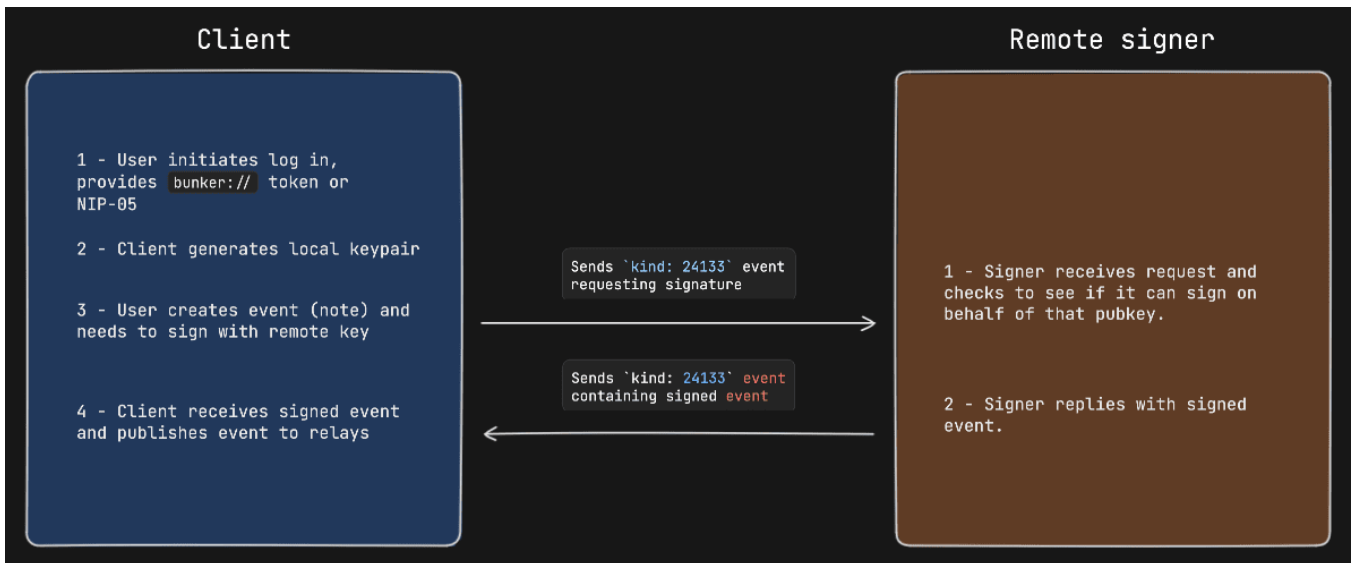 Client
Remote signer
1 - User initiates log in,
provides bunker:// token or
NIP-05
2 - Client generates local keypair
3 - User creates event (note) and
needs to sign with remote key
4 - Client receives signed event
and publishes event to relays
Sends `kind: 24133` event
requesting signature
Sends `kind: 24133` event
containing signed event
1 - Signer receives request and
checks to see if it can sign on
behalf of that pubkey.
2 - Signer replies with signed
event.